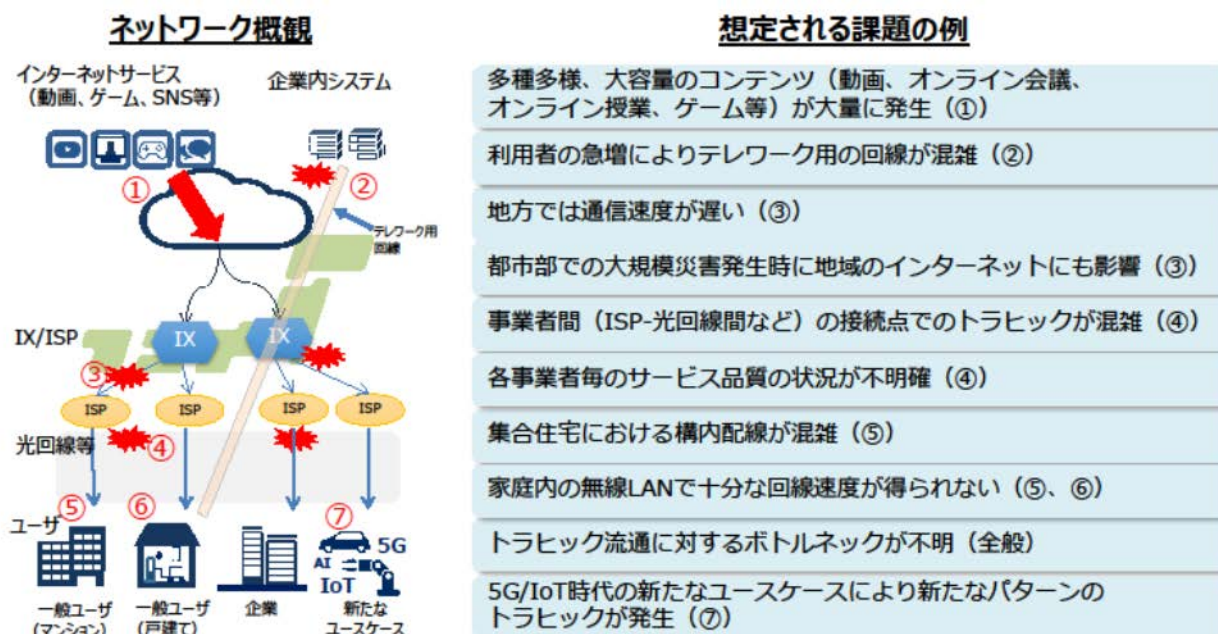 ネットワーク概観
インターネットサービス
（動画、ゲーム、SNS等）
企業内システム
①
②
テレワーク用
回線
IX/ISP
IX
IX
③
ISP
ISP
ISP
ISP
光回線等
④
⑤
⑥
⑦
ユーザ
5G
AI
IoT
一般ユーザ
（マンション）
一般ユーザ
（戸建て）
企業
新たな
ユースケース
想定される課題の例
多種多様、大容量のコンテンツ（動画、オンライン会議、
オンライン授業、ゲーム等）が大量に発生（①）
利用者の急増によりテレワーク用の回線が混雑（②）
地方では通信速度が遅い（③）
都市部での大規模災害発生時に地域のインターネットにも影響（③）
事業者間（ISP-光回線間など）の接続点でのトラヒックが混雑（④）
各事業者毎のサービス品質の状況が不明確（④）
集合住宅における構内配線が混雑（⑤）
家庭内の無線LANで十分な回線速度が得られない（⑤、⑥）
トラヒック流通に対するボトルネックが不明（全般）
5G/IoT時代の新たなユースケースにより新たなパターンの
トラヒックが発生（⑦）